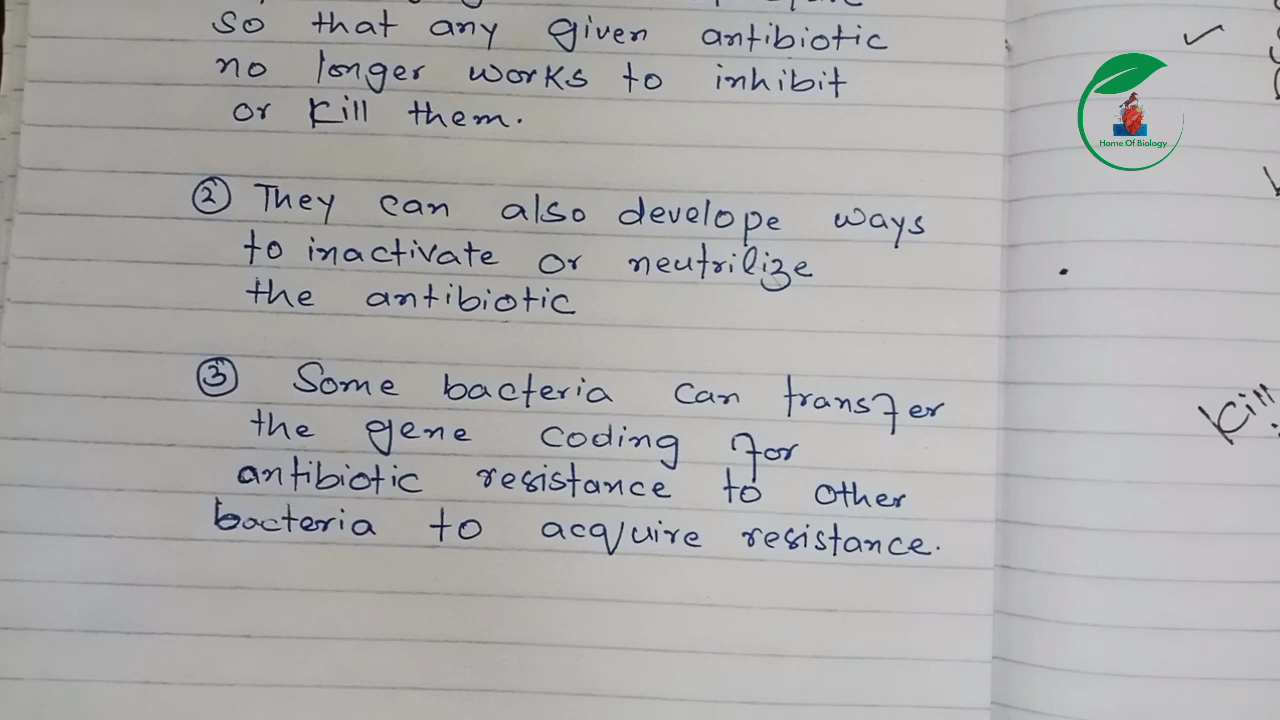 so that any given antibiotic
no longer works to inhibit
or kill them.
② They can also develope ways
to inactivate or neutrilize
the antibiotic
③ Some bacteria can transfer
the gene coding for
antibiotic resistance to other
bacteria to acquire resistance.
Home Of Biology
kill